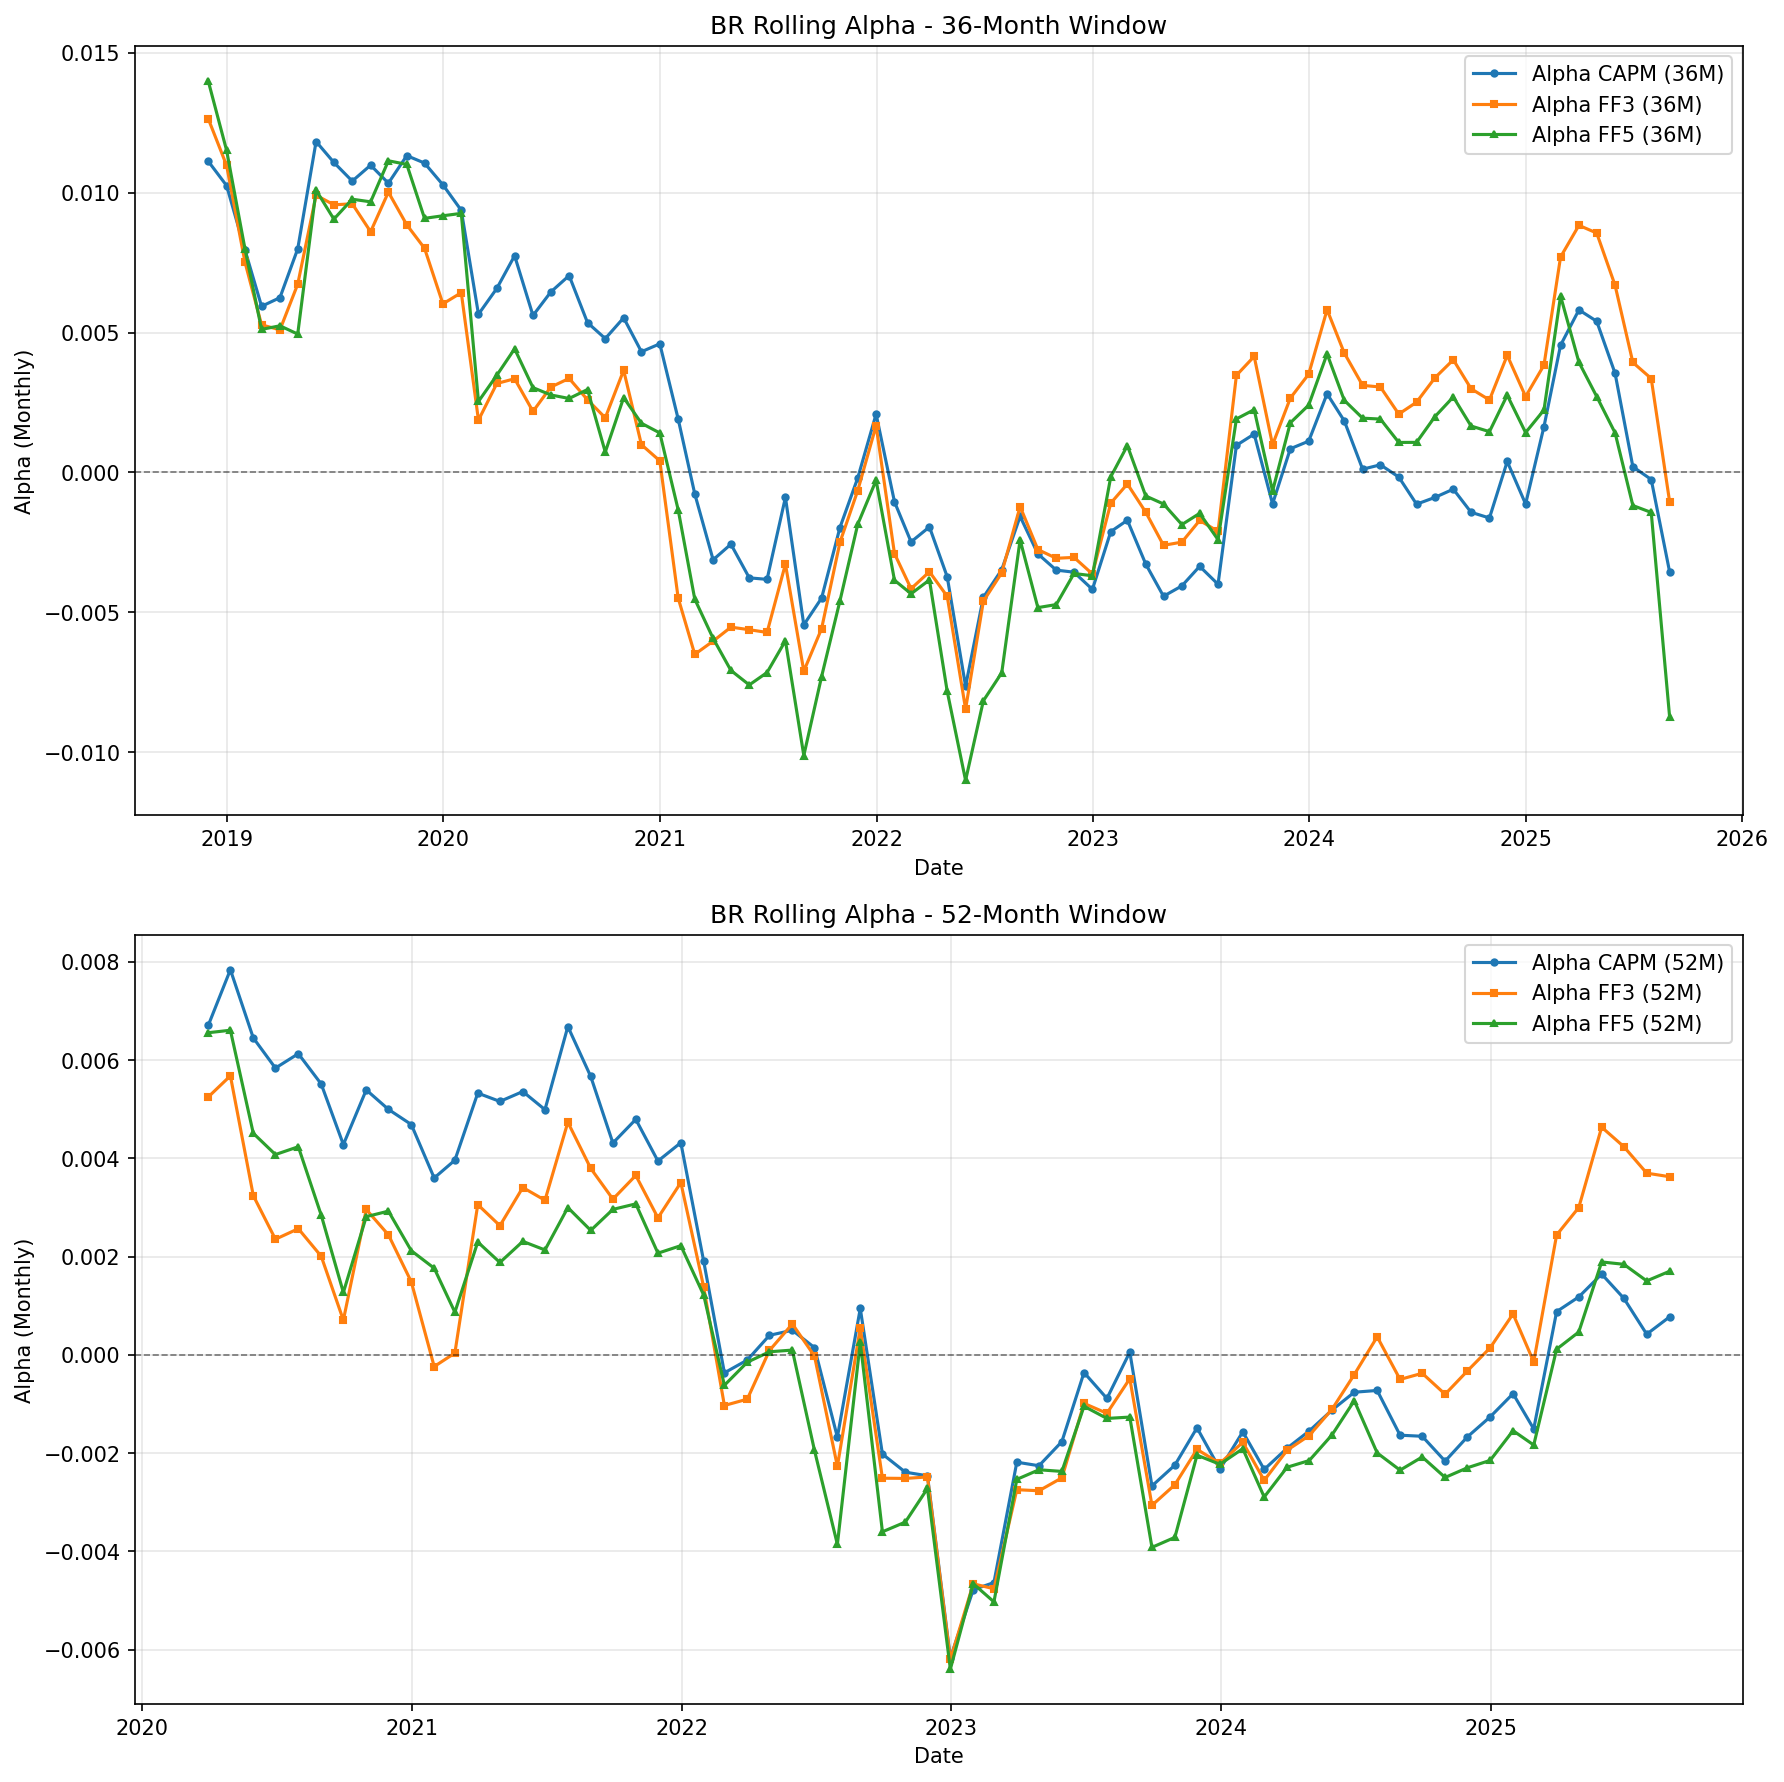 BR Rolling Alpha - 36-Month Window
Alpha (Monthly)
0.015
0.010
0.005
0.000
−0.005
−0.010
Alpha CAPM (36M)
Alpha FF3 (36M)
Alpha FF5 (36M)
2019 2020 2021 2022 2023 2024 2025 2026
Date
BR Rolling Alpha - 52-Month Window
Alpha (Monthly)
0.008
0.006
0.004
0.002
0.000
−0.002
−0.004
−0.006
Alpha CAPM (52M)
Alpha FF3 (52M)
Alpha FF5 (52M)
2020 2021 2022 2023 2024 2025
Date